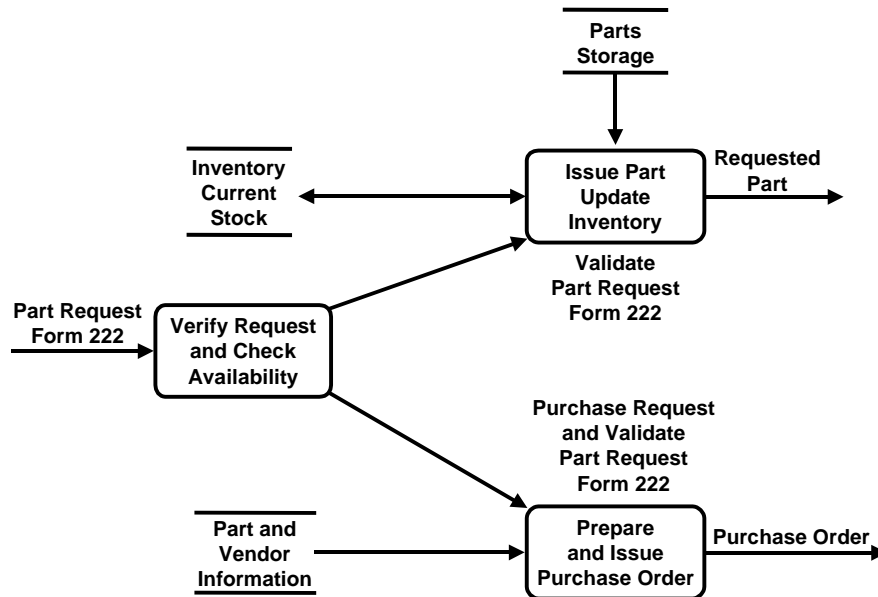 Parts
Storage
Inventory
Current
Stock
Issue Part
Update
Inventory
Requested
Part
Validate
Part Request
Form 222
Part Request
Form 222
Verify Request
and Check
Availability
Purchase Request
and Validate
Part Request
Form 222
Part and
Vendor
Information
Prepare
and Issue
Purchase Order
Purchase Order